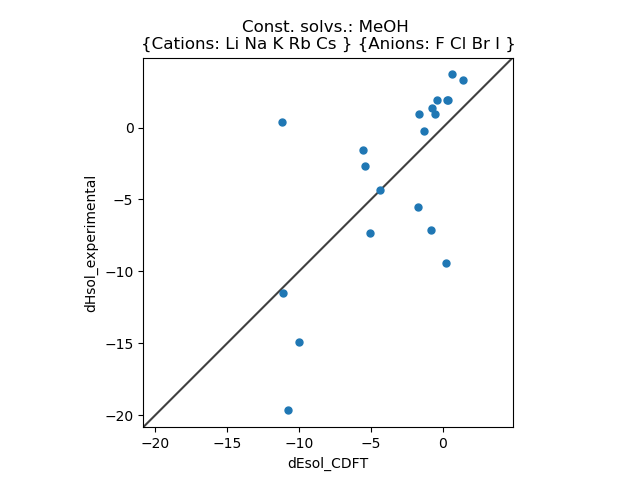 Const. solvs.: MeOH
{Cations: Li Na K Rb Cs } {Anions: F Cl Br I }
0
−5
−10
−15
−20
dHsol_experimental
−20 −15 −10 −5 0
dEsol_CDFT